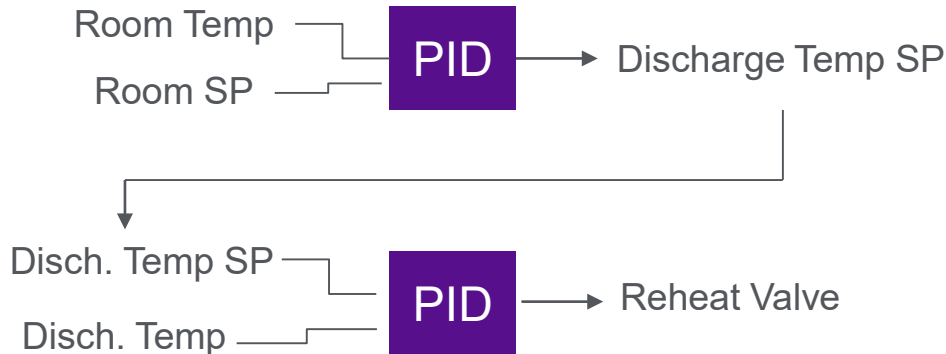 Room Temp
PID
Discharge Temp SP
Room SP
Disch. Temp SP
PID
Reheat Valve
Disch. Temp